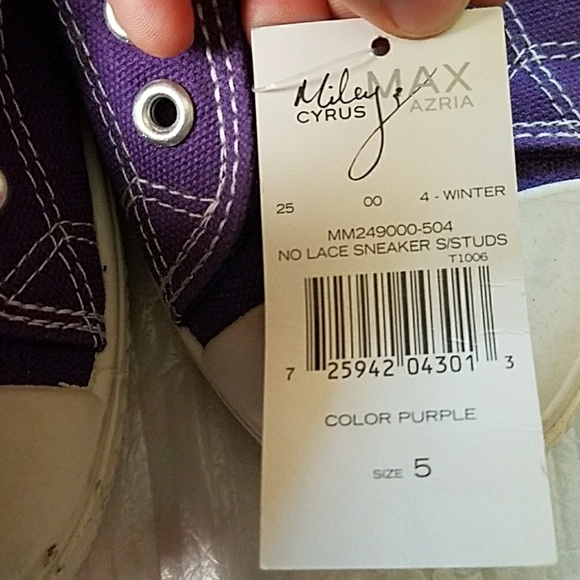 Miley & MAX
CYRUS AZRIA
25 00 4 - WINTER
MM249000-504
NO LACE SNEAKER S/STUDS
T1006
7 25942 04301 3
COLOR PURPLE
SIZE 5